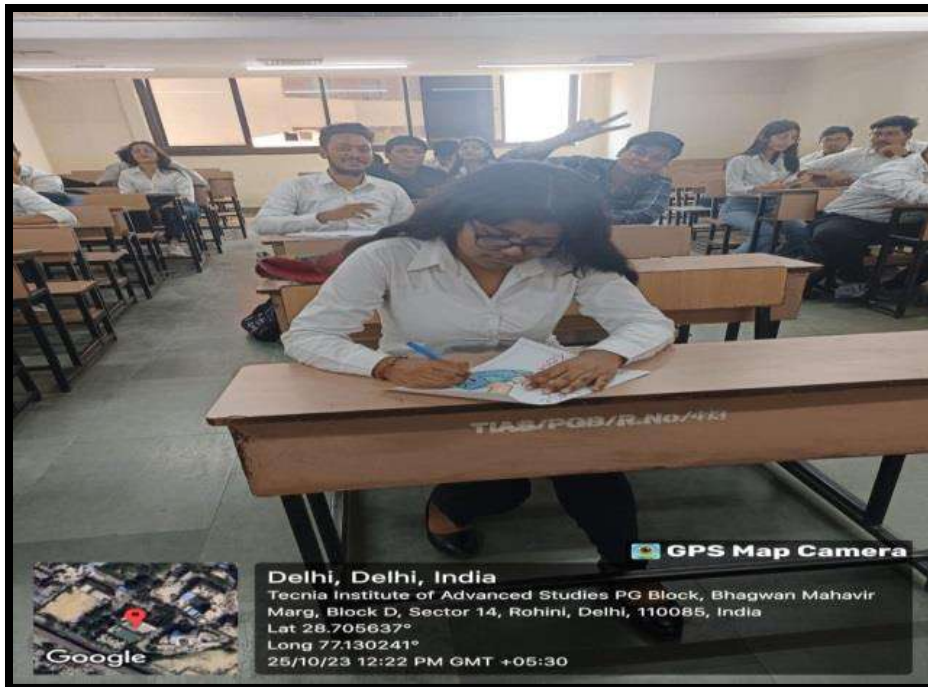 TIAS/PGB/R.No/
GPS Map Camera
Delhi, Delhi, India
Tecnia Institute of Advanced Studies PG Block, Bhagwan Mahavir
Marg, Block D, Sector 14, Rohini, Delhi, 110085, India
Lat 28.705637°
Long 77.130241°
25/10/23 12:22 PM GMT +05:30
Google